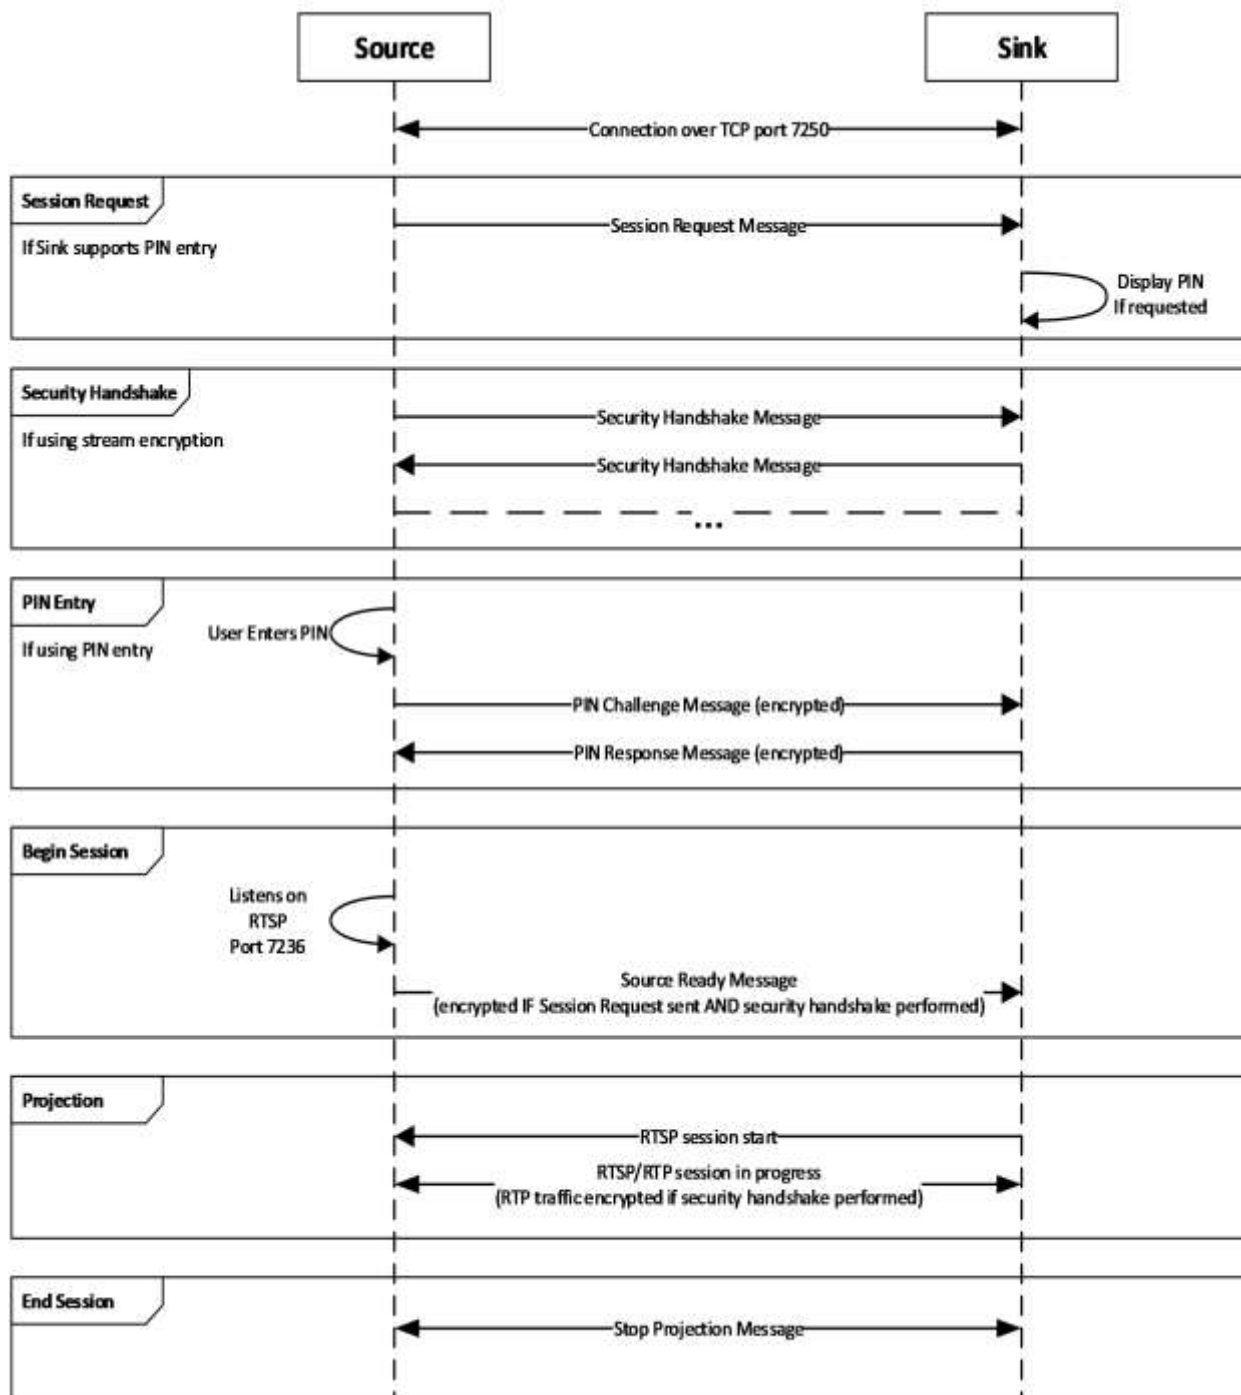 Source
Sink
Connection over TCP port 7250
Session Request
If Sink supports PIN entry
Session Request Message
Display PIN
If requested
Security Handshake
If using stream encryption
Security Handshake Message
Security Handshake Message
...
PIN Entry
If using PIN entry
User Enters PIN
PIN Challenge Message (encrypted)
PIN Response Message (encrypted)
Begin Session
Listens on
RTSP
Port 7236
Source Ready Message
(encrypted IF Session Request sent AND security handshake performed)
Projection
RTSP session start
RTSP/RTP session in progress
(RTP traffic encrypted if security handshake performed)
End Session
Stop Projection Message